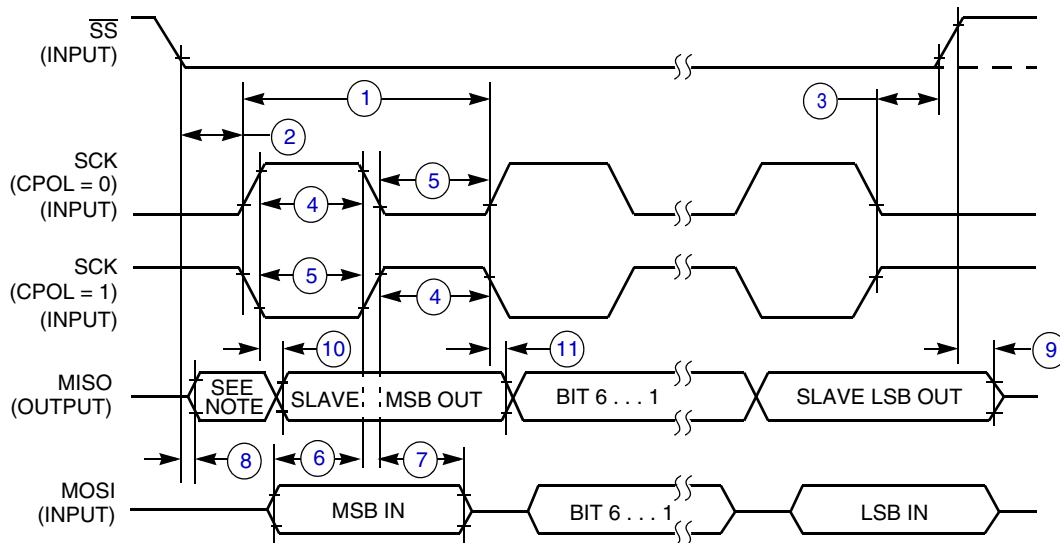 SS
(INPUT)
1
3
2
SCK
(CPOL = 0)
(INPUT)
5
4
SCK
(CPOL = 1)
(INPUT)
5
4
10
11
9
MISO
(OUTPUT)
SEE
NOTE
SLAVE
MSB OUT
BIT 6 . . . 1
SLAVE LSB OUT
8
6
7
MOSI
(INPUT)
MSB IN
BIT 6 . . . 1
LSB IN